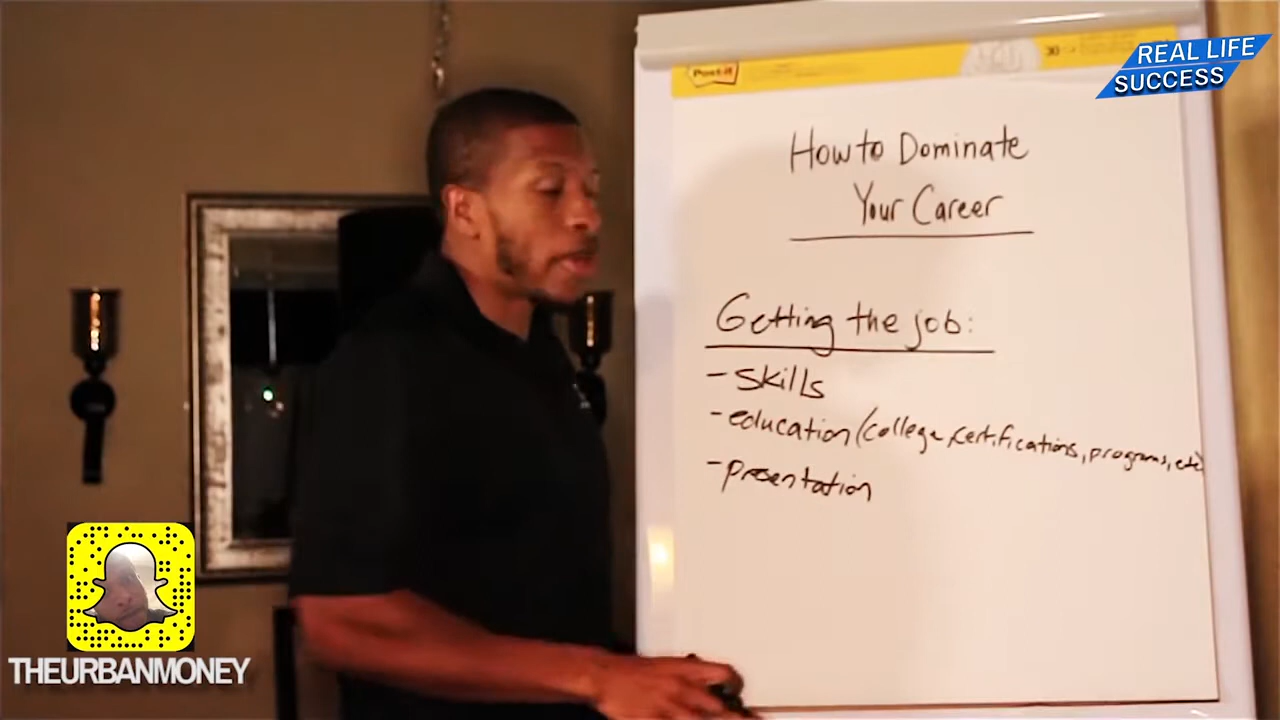 Post-it
30
REAL LIFE
SUCCESS
How to Dominate
Your Career
Getting the job:
-skills
-education (college, certifications, programs, etc)
-presentation
THEURBANMONEY